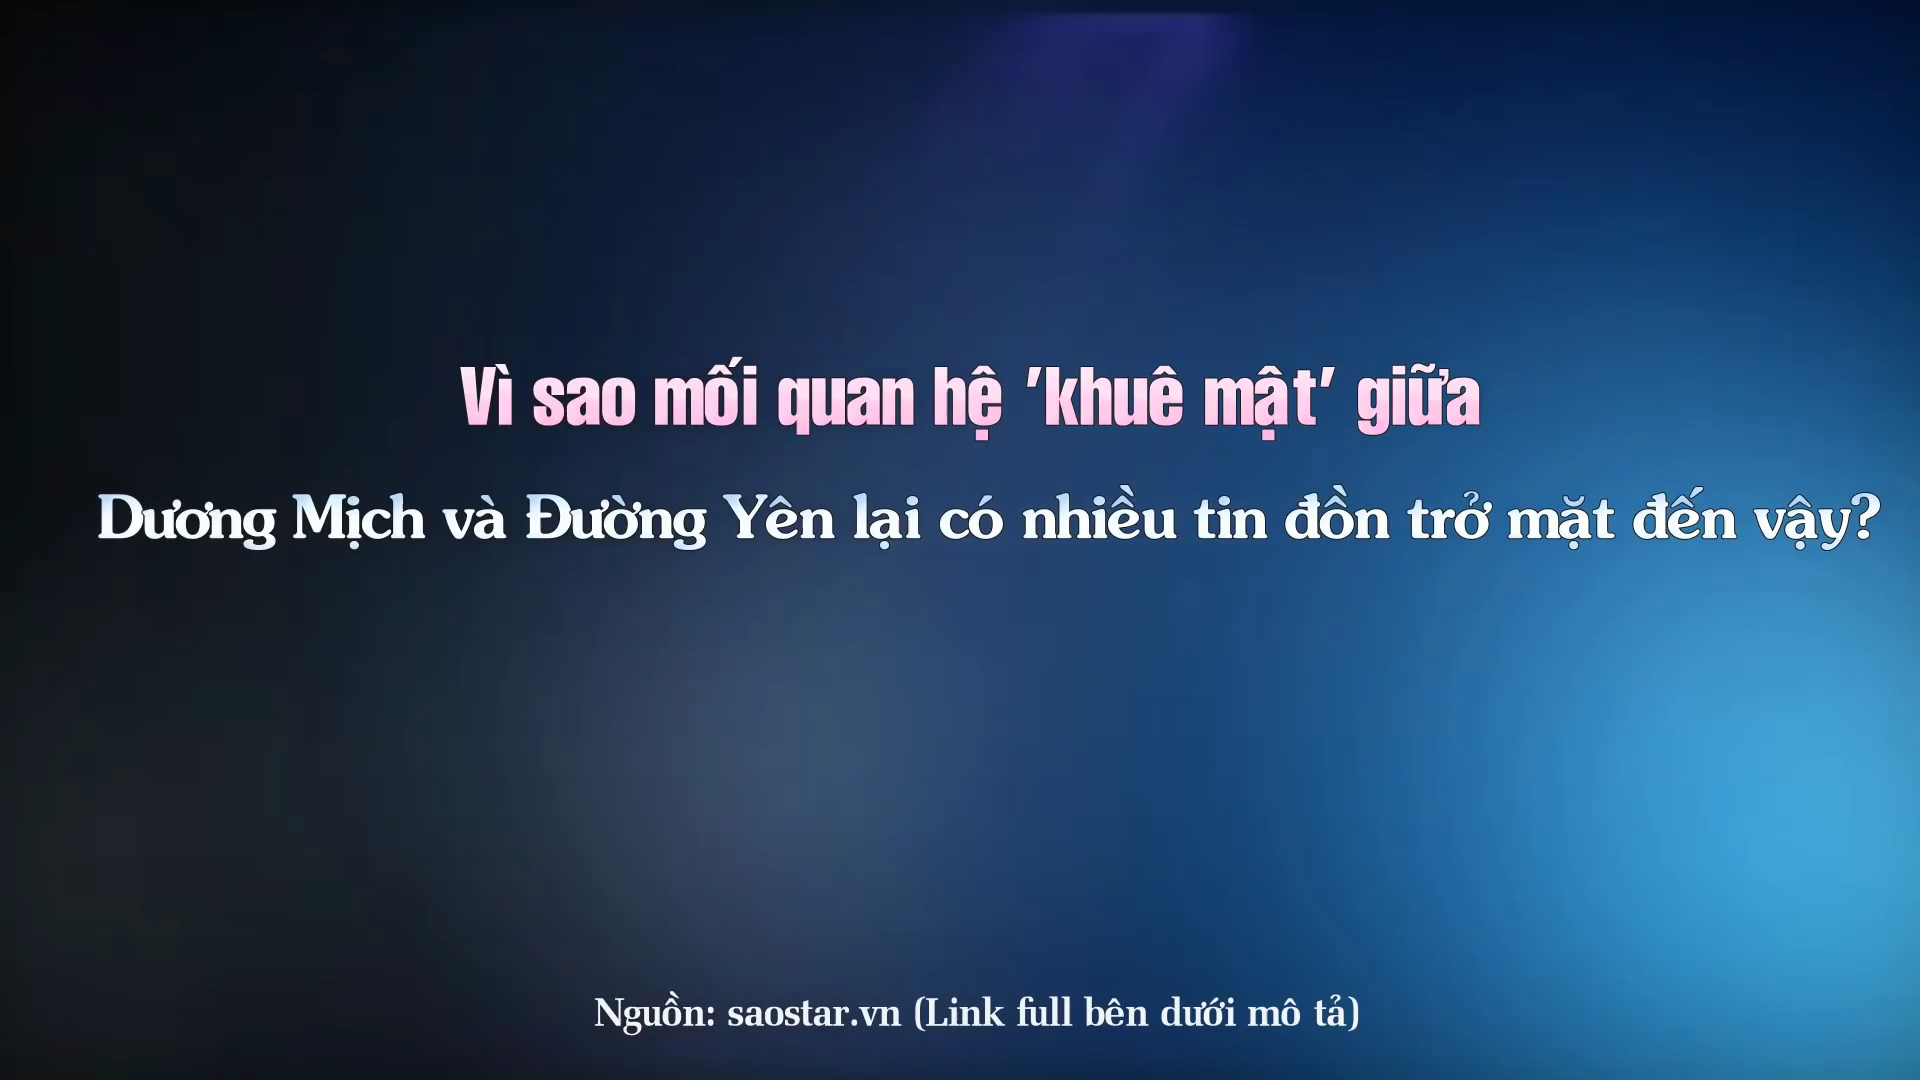 Vì sao mối quan hệ 'khuê mật' giữa
Dương Mịch và Đường Yên lại có nhiều tin đồn trở mặt đến vậy?
Nguồn: saostar.vn (Link full bên dưới mô tả)